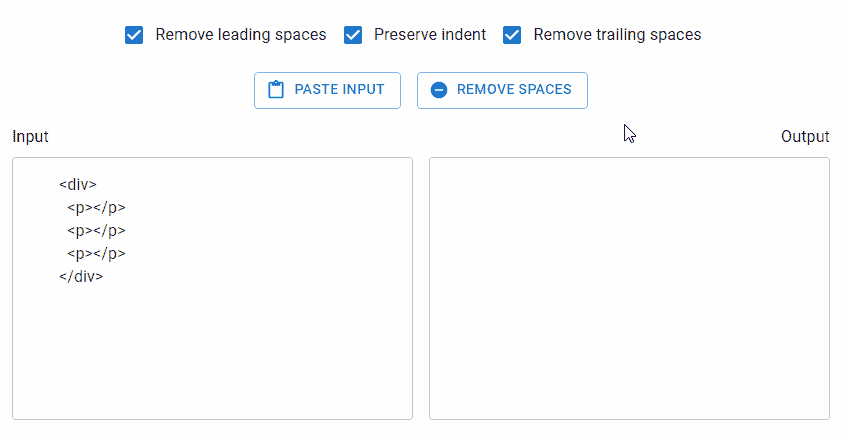 Remove leading spaces Preserve indent Remove trailing spaces
PASTE INPUT REMOVE SPACES
Input Output
<div>
<p></p>
<p></p>
<p></p>
</div>